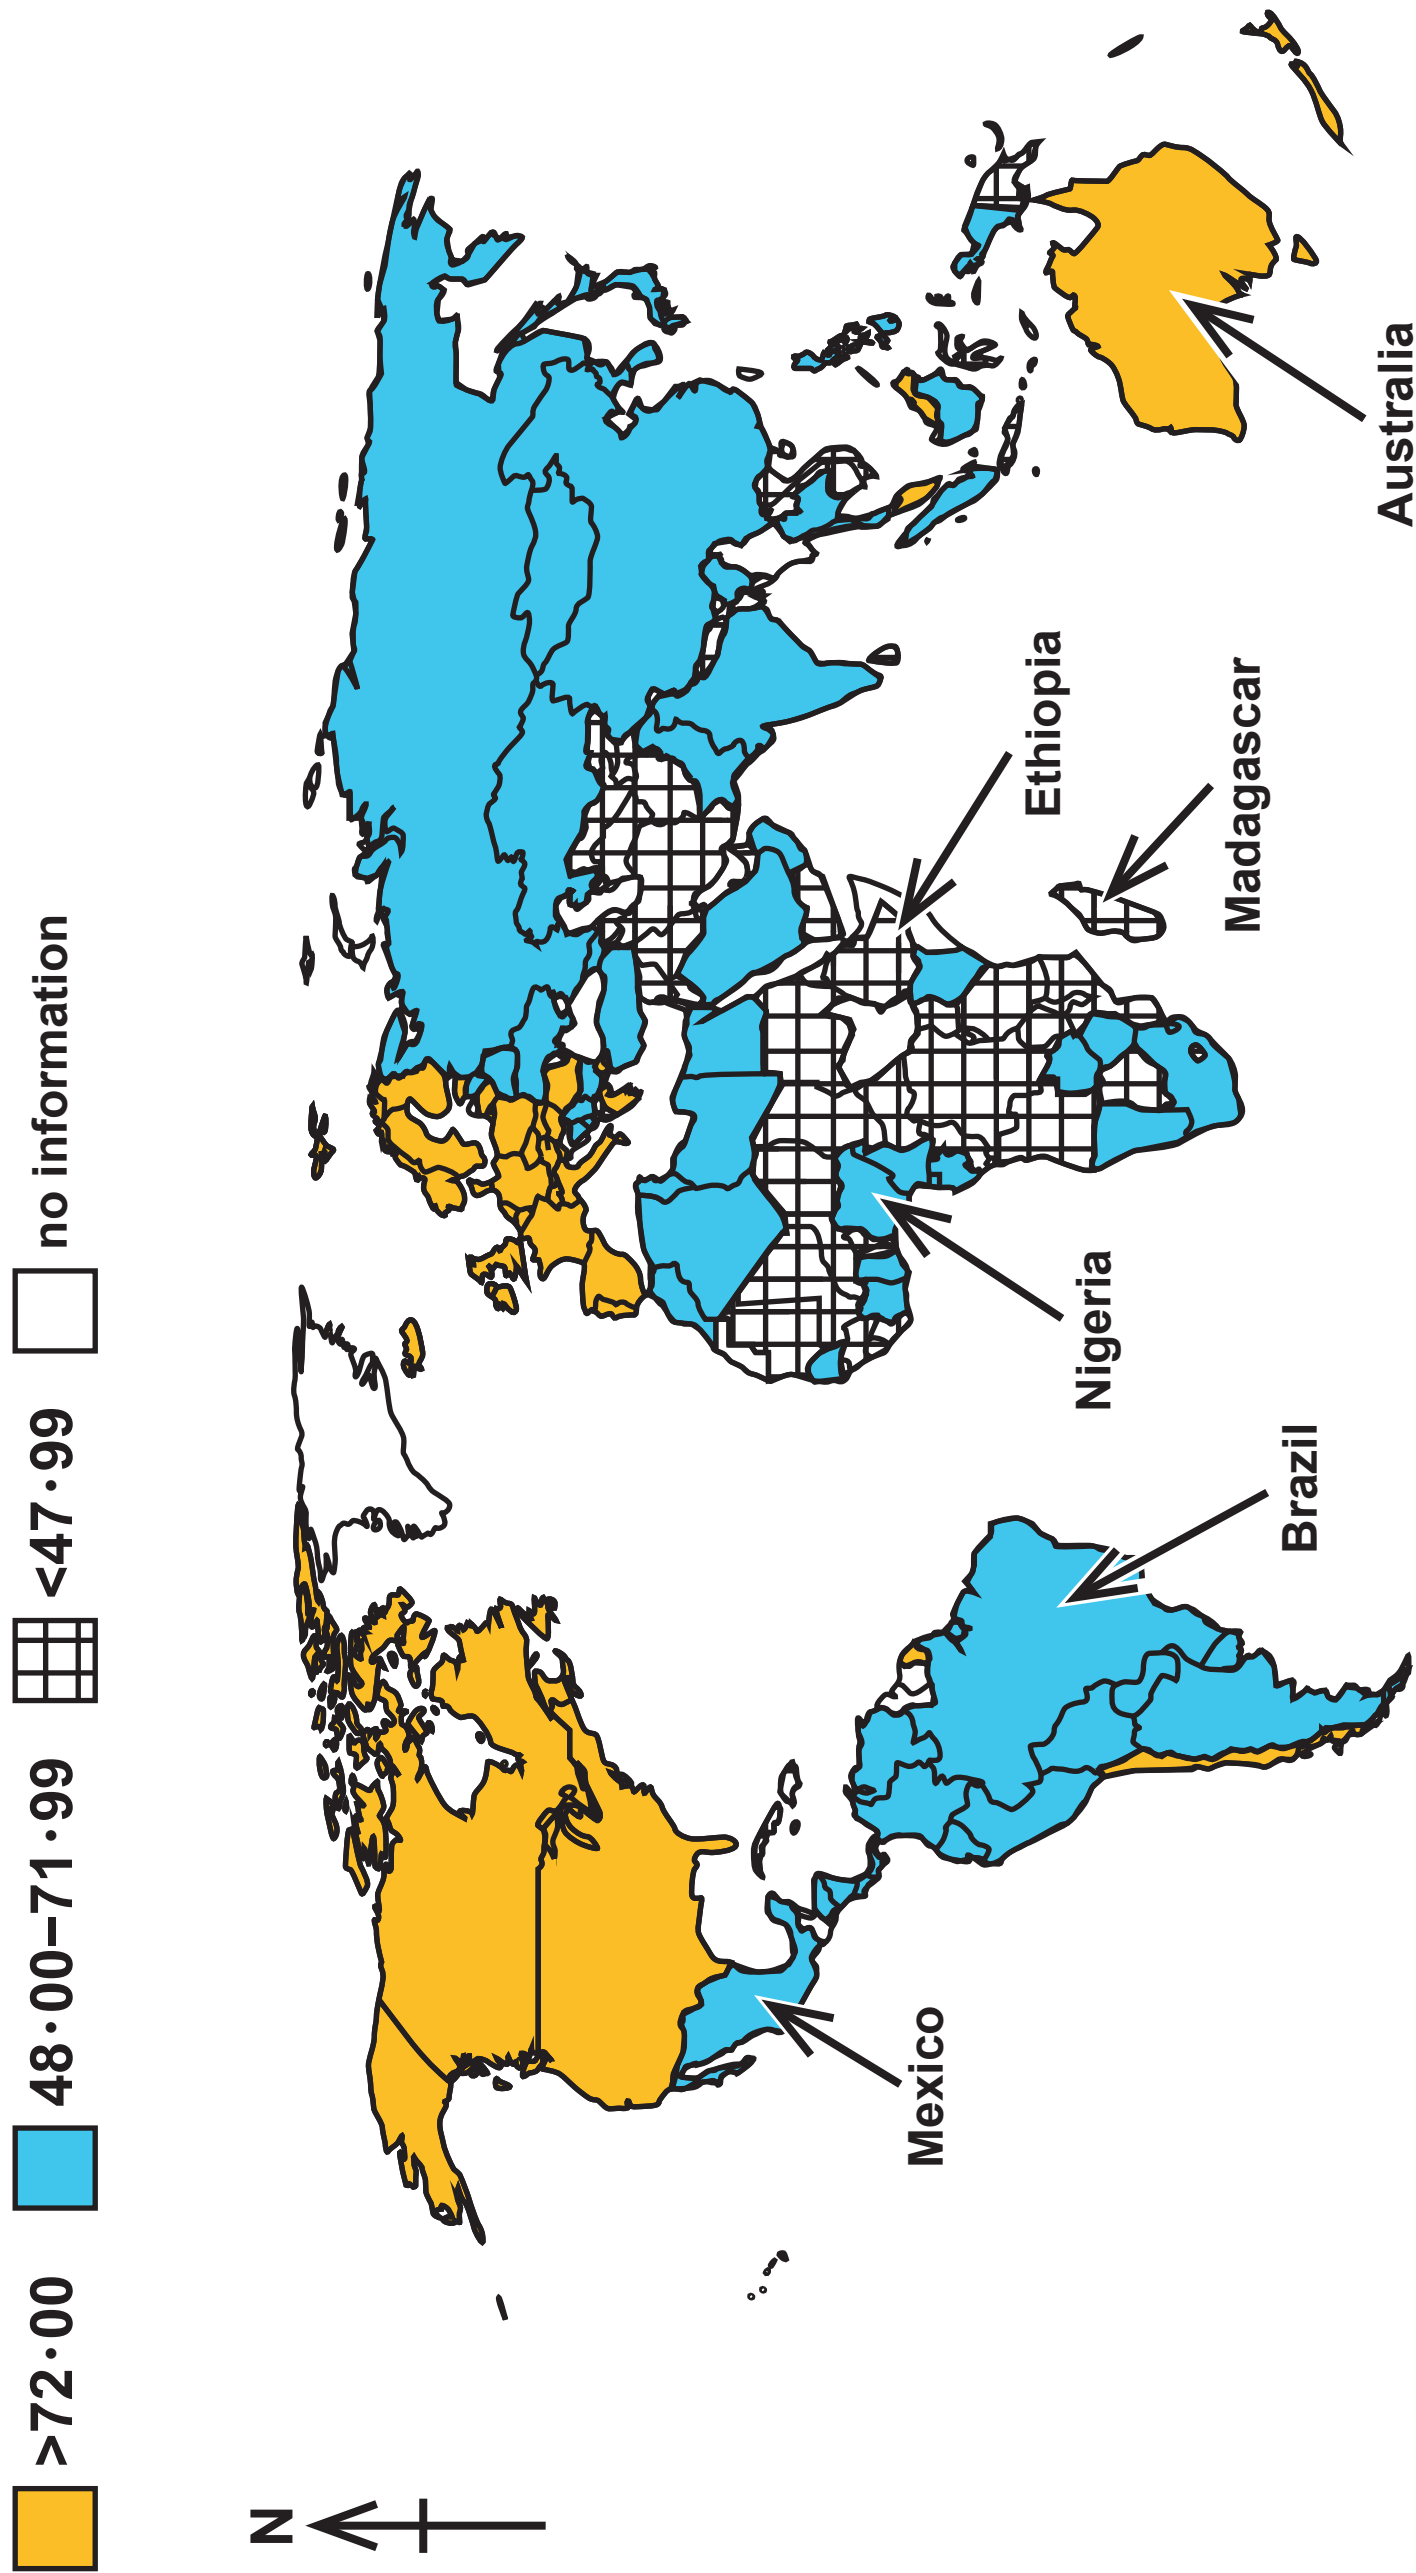 >72·00
48·00–71·99
<47·99
no information
N
Mexico
Brazil
Nigeria
Ethiopia
Madagascar
Australia